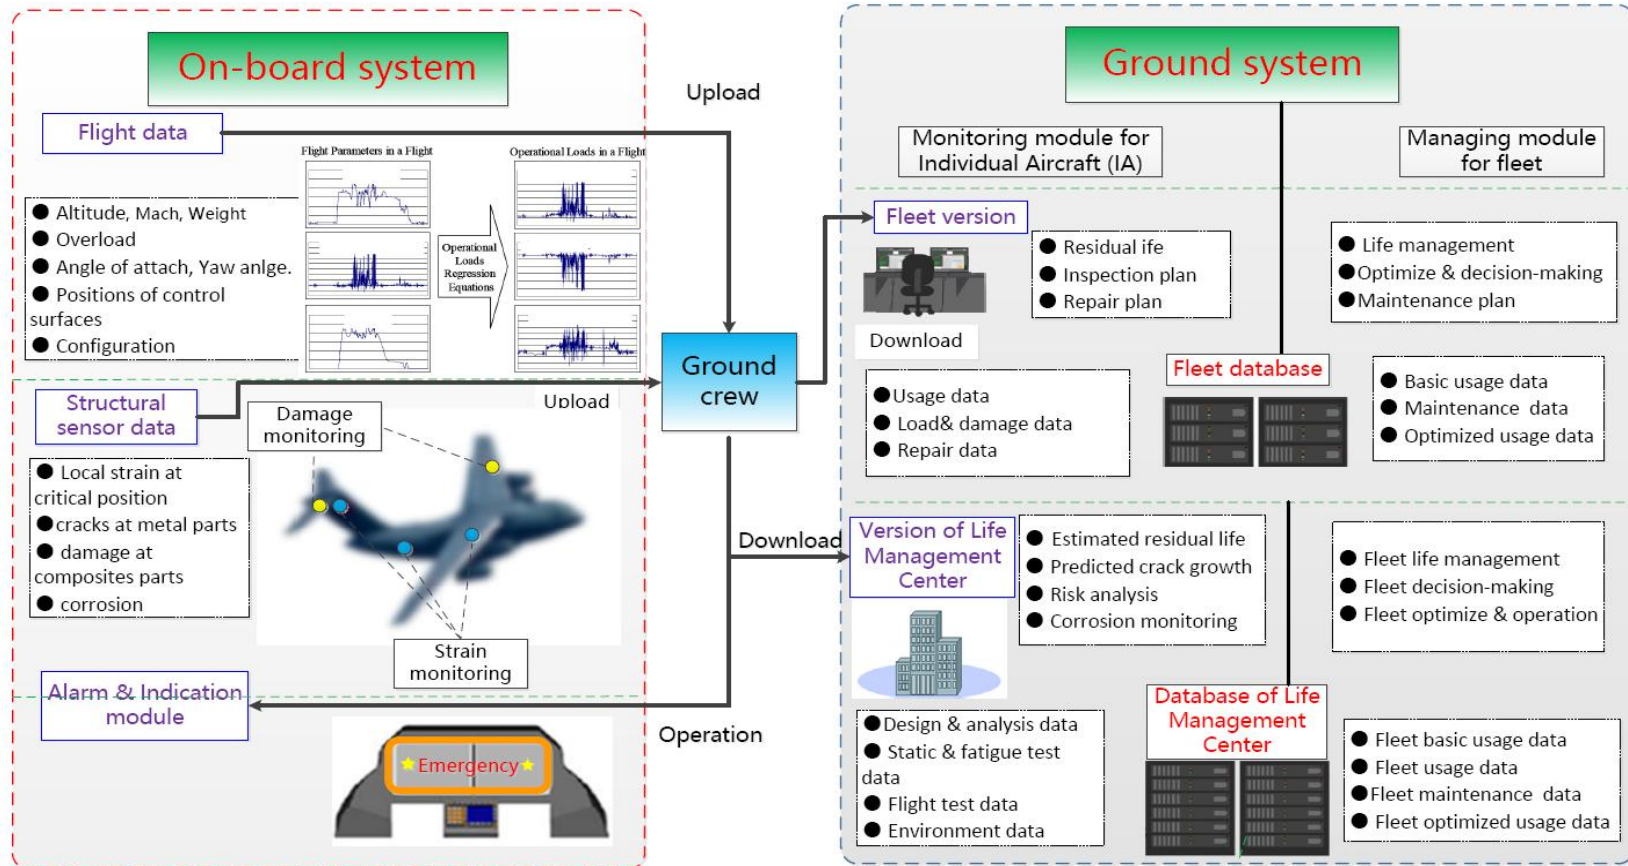 On-board system
Flight data
Flight Parameters in a Flight
Operational Loads in a Flight
● Altitude, Mach, Weight
● Overload
● Angle of attach, Yaw anlge.
● Positions of control
surfaces
● Configuration
Operational
Loads
Regression
Equations
Structural
sensor data
Upload
Damage
monitoring
● Local strain at
critical position
●cracks at metal parts
● damage at
composites parts
● corrosion
Strain
monitoring
Alarm & Indication
module
Emergency
Upload
Ground
crew
Download
Operation
Ground system
Monitoring module for
Individual Aircraft (IA)
Managing module
for fleet
Fleet version
● Residual ife
● Inspection plan
● Repair plan
● Life management
●Optimize & decision-making
●Maintenance plan
Download
Fleet database
●Usage data
● Load& damage data
● Repair data
● Basic usage data
● Maintenance data
● Optimized usage data
Version of Life
Management
Center
● Estimated residual life
● Predicted crack growth
● Risk analysis
● Corrosion monitoring
● Fleet life management
● Fleet decision-making
● Fleet optimize & operation
Database of Life
Management
Center
●Design & analysis data
● Static & fatigue test
data
● Flight test data
● Environment data
● Fleet basic usage data
● Fleet usage data
●Fleet maintenance data
● Fleet optimized usage data